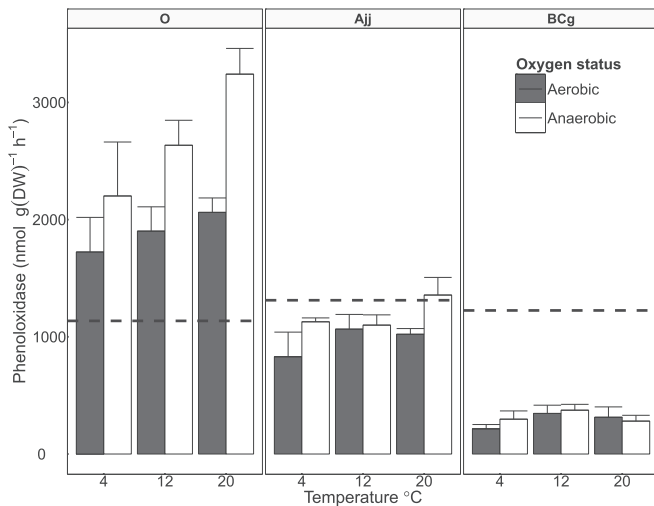 O Ajj BCg
Oxygen status
Aerobic
Anaerobic
Phenoloxidase (nmol g(DW)⁻¹ h⁻¹)
3000
2000
1000
0
4 12 20 4 12 20 4 12 20
Temperature °C